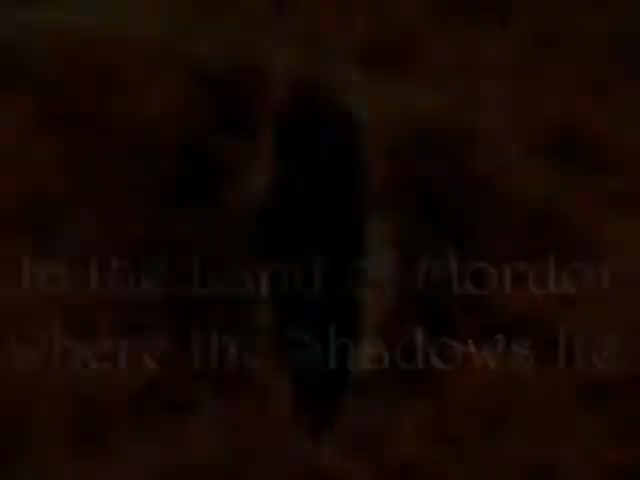 In the Land of Mordor
where the Shadows lie